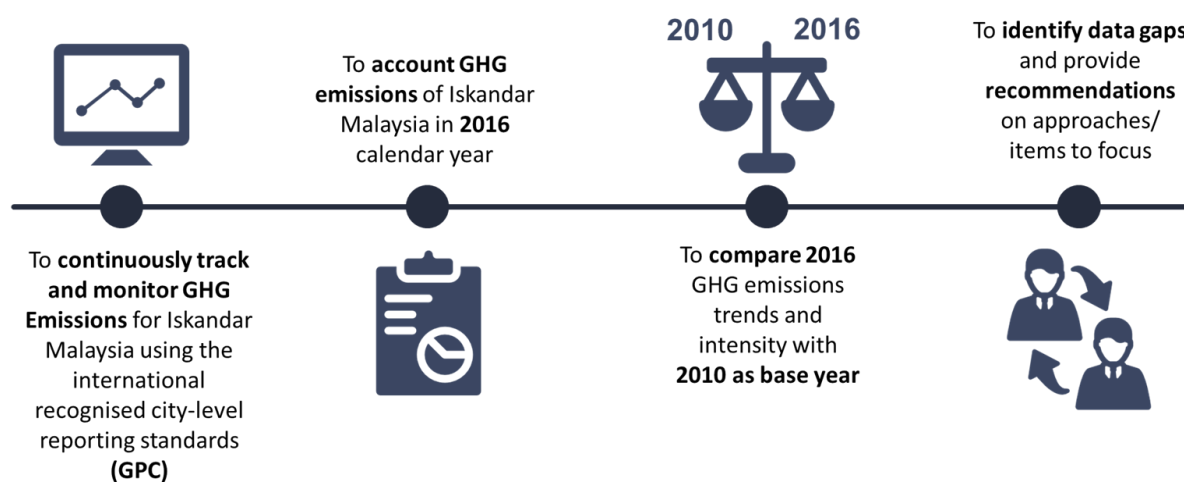 To continuously track
and monitor GHG
Emissions for Iskandar
Malaysia using the
international
recognised city-level
reporting standards
(GPC)
To account GHG
emissions of Iskandar
Malaysia in 2016
calendar year
2010 2016
To compare 2016
GHG emissions
trends and
intensity with
2010 as base year
To identify data gaps
and provide
recommendations
on approaches/
items to focus